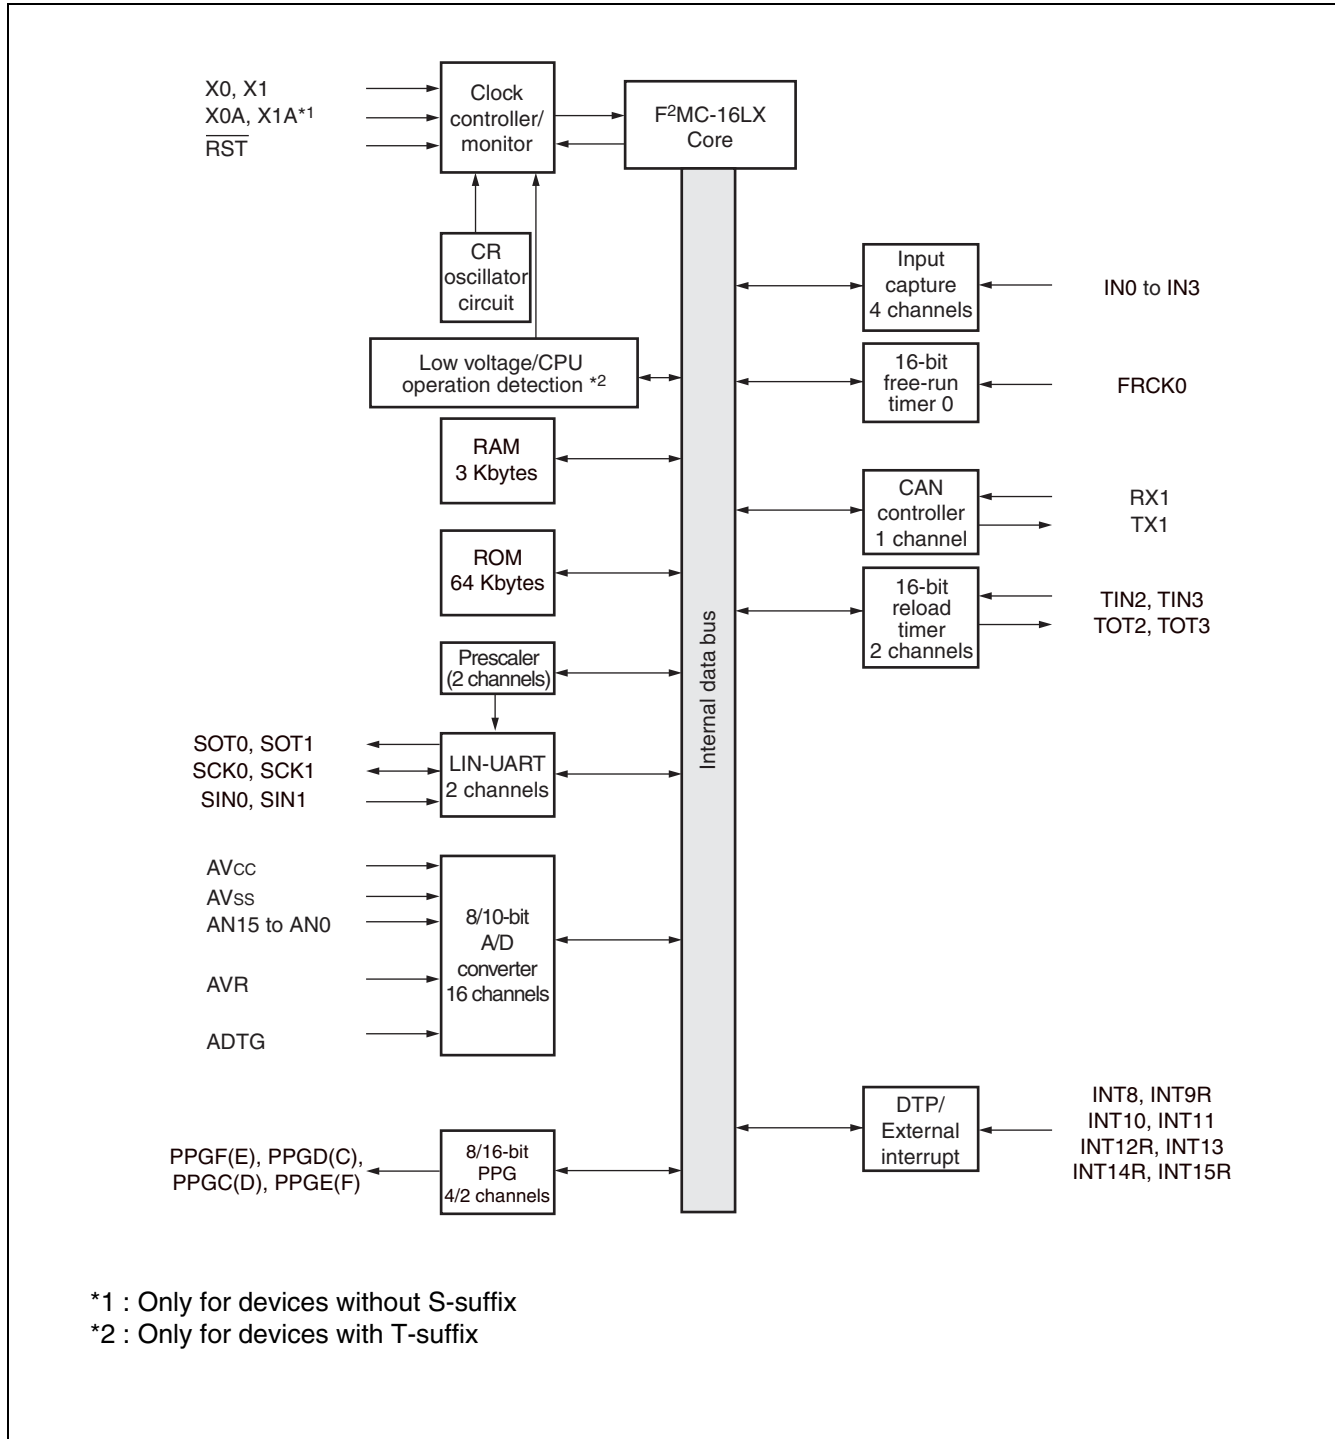 X0, X1
X0A, X1A*1
RST
Clock
controller/
monitor
F2MC-16LX
Core
CR
oscillator
circuit
Low voltage/CPU
operation detection *2
RAM
3 Kbytes
ROM
64 Kbytes
Prescaler
(2 channels)
SOT0, SOT1
SCK0, SCK1
SIN0, SIN1
LIN-UART
2 channels
AVCC
AVSS
AN15 to AN0
AVR
ADTG
8/10-bit
A/D
converter
16 channels
PPGF(E), PPGD(C),
PPGC(D), PPGE(F)
8/16-bit
PPG
4/2 channels
Internal data bus
Input
capture
4 channels
IN0 to IN3
16-bit
free-run
timer 0
FRCK0
CAN
controller
1 channel
RX1
TX1
16-bit
reload
timer
2 channels
TIN2, TIN3
TOT2, TOT3
DTP/
External
interrupt
INT8, INT9R
INT10, INT11
INT12R, INT13
INT14R, INT15R
*1 : Only for devices without S-suffix
*2 : Only for devices with T-suffix